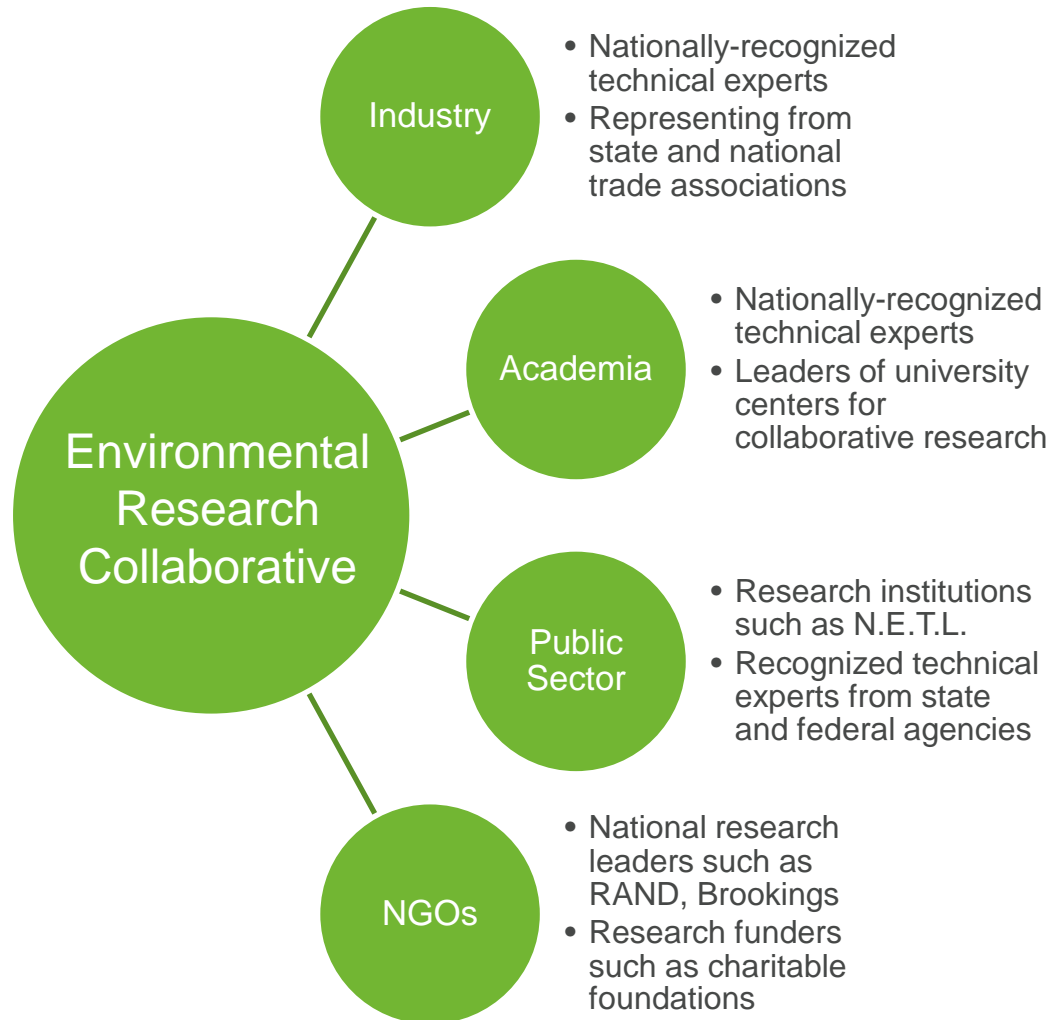 Industry
• Nationally-recognized
technical experts
• Representing from
state and national
trade associations
Academia
• Nationally-recognized
technical experts
• Leaders of university
centers for
collaborative research
Environmental
Research
Collaborative
Public
Sector
• Research institutions
such as N.E.T.L.
• Recognized technical
experts from state
and federal agencies
NGOs
• National research
leaders such as
RAND, Brookings
• Research funders
such as charitable
foundations